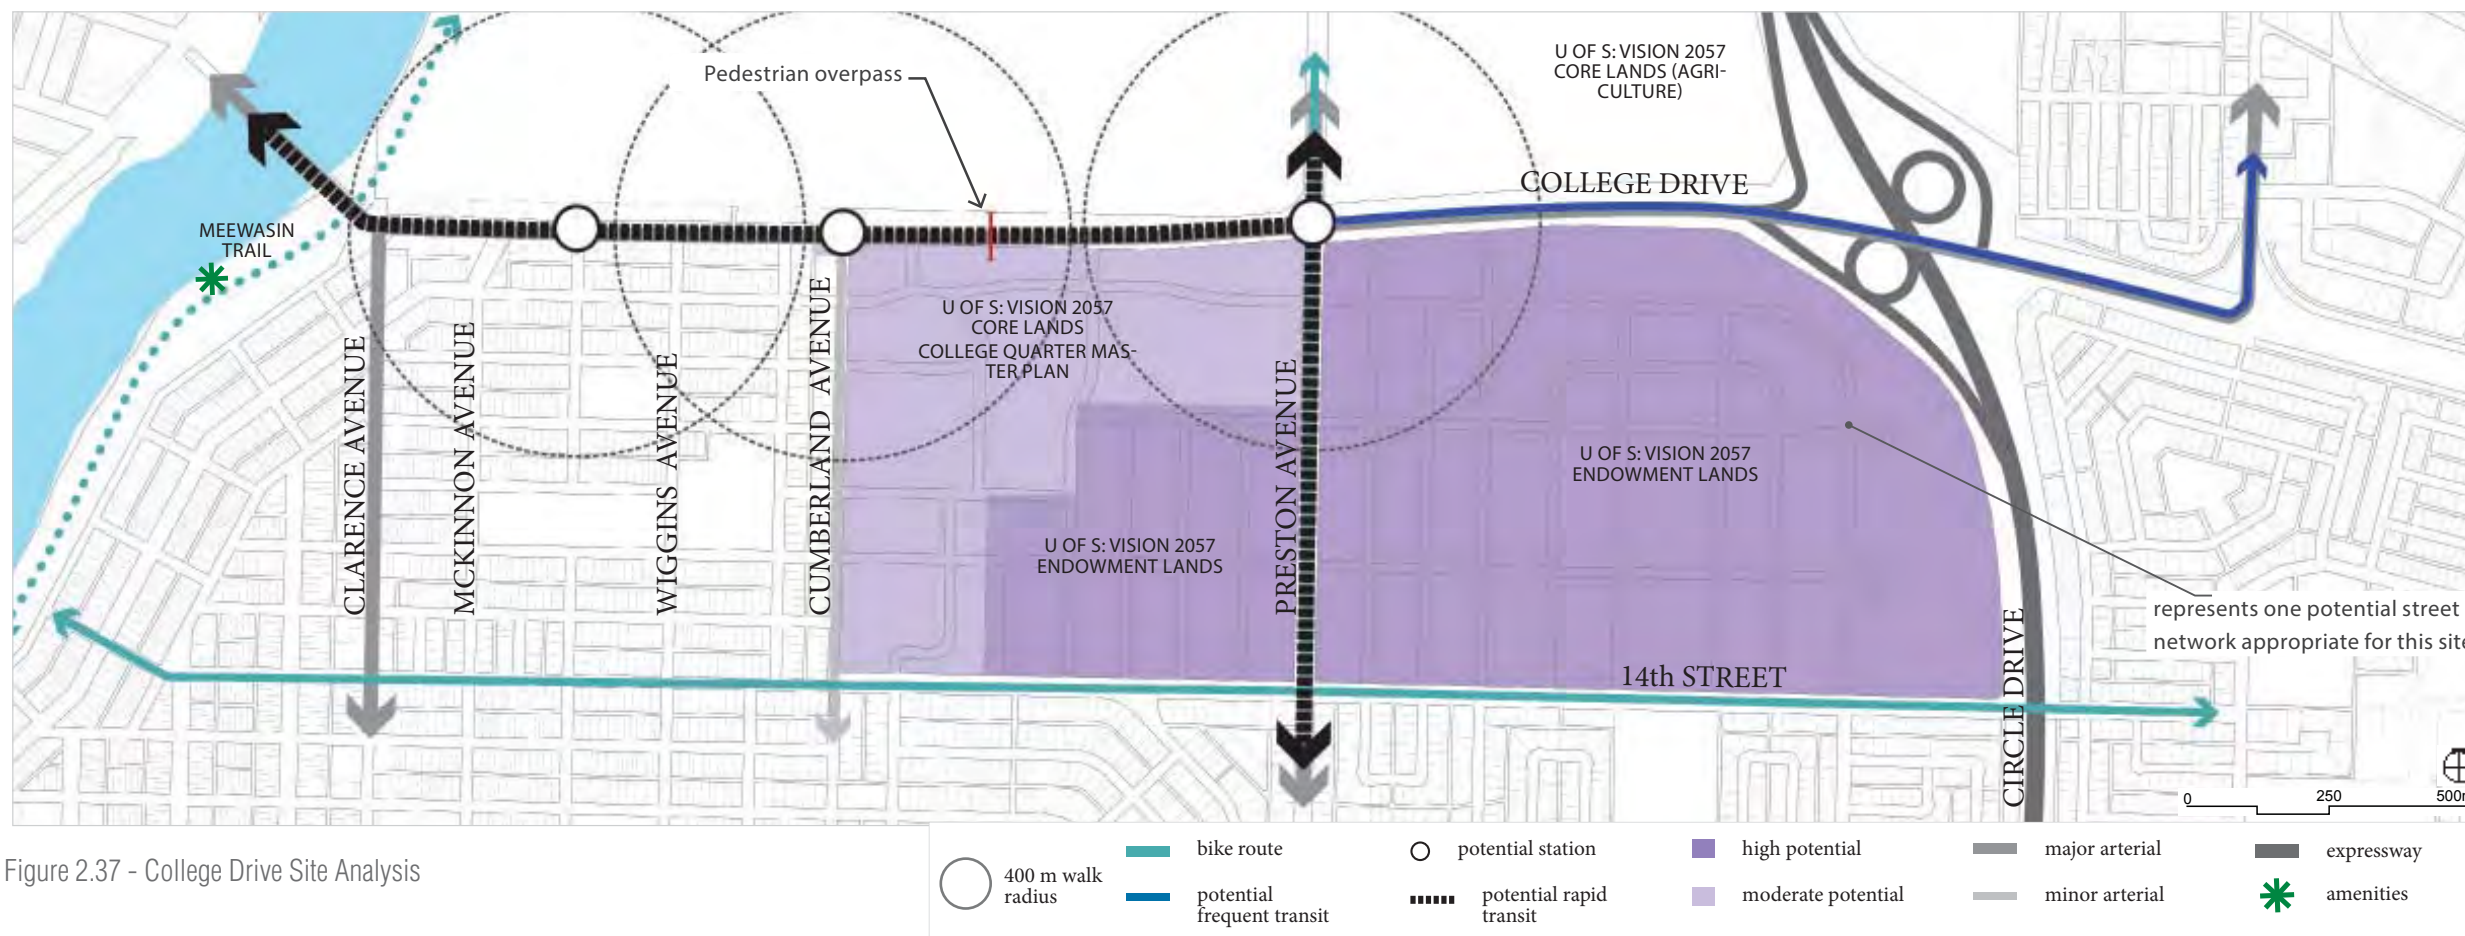 U OF S: VISION 2057
CORE LANDS (AGRI-
CULTURE)
Pedestrian overpass
COLLEGE DRIVE
MEEWASIN
TRAIL
U OF S: VISION 2057
CORE LANDS
COLLEGE QUARTER MAS-
TER PLAN
CLARENCE AVENUE
MCKINNON AVENUE
WIGGINS AVENUE
CUMBERLAND AVENUE
PRESTON AVENUE
U OF S: VISION 2057
ENDOWMENT LANDS
U OF S: VISION 2057
ENDOWMENT LANDS
represents one potential street
network appropriate for this site
14th STREET
CIRCLE DRIVE
0 250 500m
Figure 2.37 - College Drive Site Analysis
400 m walk
radius
bike route
potential
frequent transit
potential station
potential rapid
transit
high potential
moderate potential
major arterial
minor arterial
expressway
amenities